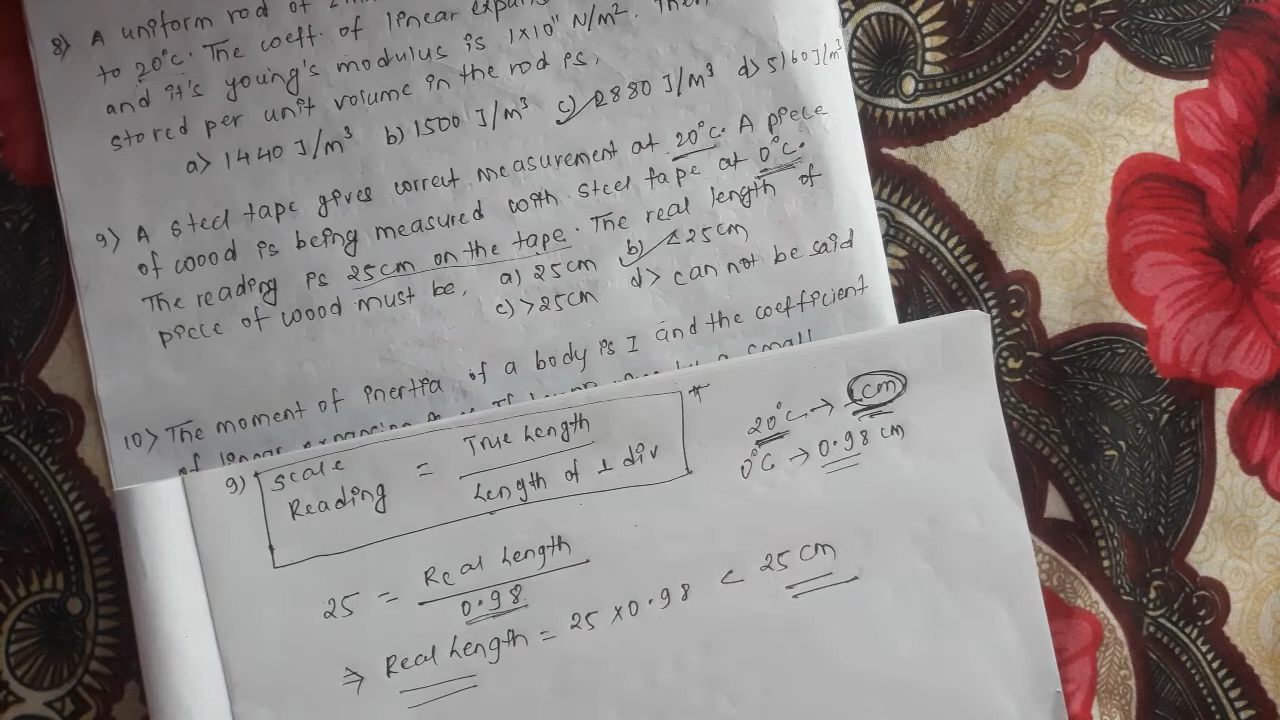 8) A uniform rod of
to 20°C. The coeff. of linear
and it's young's modulus is 1×10¹¹ N/m².
stored per unit volume in the rod is,
a) 1440 J/m³ b) 1500 J/m³ c) 2880 J/m³ d) 5160 J/m³
9) A steel tape gives correct measurement at 20°C. A piece
of wood is being measured with steel tape at 0°C.
The reading is 25cm on the tape. The real length of
piece of wood must be, a) 25cm b) <25cm
c) >25cm d) can not be said
10) The moment of inertia of a body is I and the coefficient
of linear
a small
9) Scale Reading = True Length / Length of 1 div *
20°C → 1cm
0°C → 0.98 cm
25 = Real Length / 0.98
⇒ Real Length = 25 × 0.98 < 25 cm